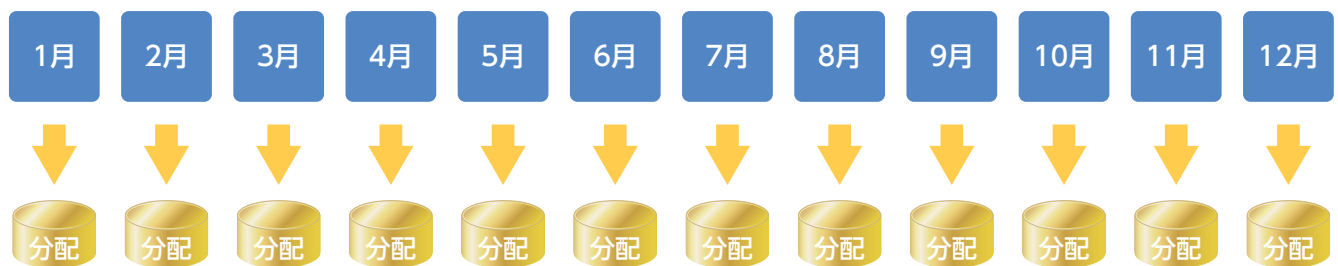 1月 2月 3月 4月 5月 6月 7月 8月 9月 10月 11月 12月
分配 分配 分配 分配 分配 分配 分配 分配 分配 分配 分配 分配